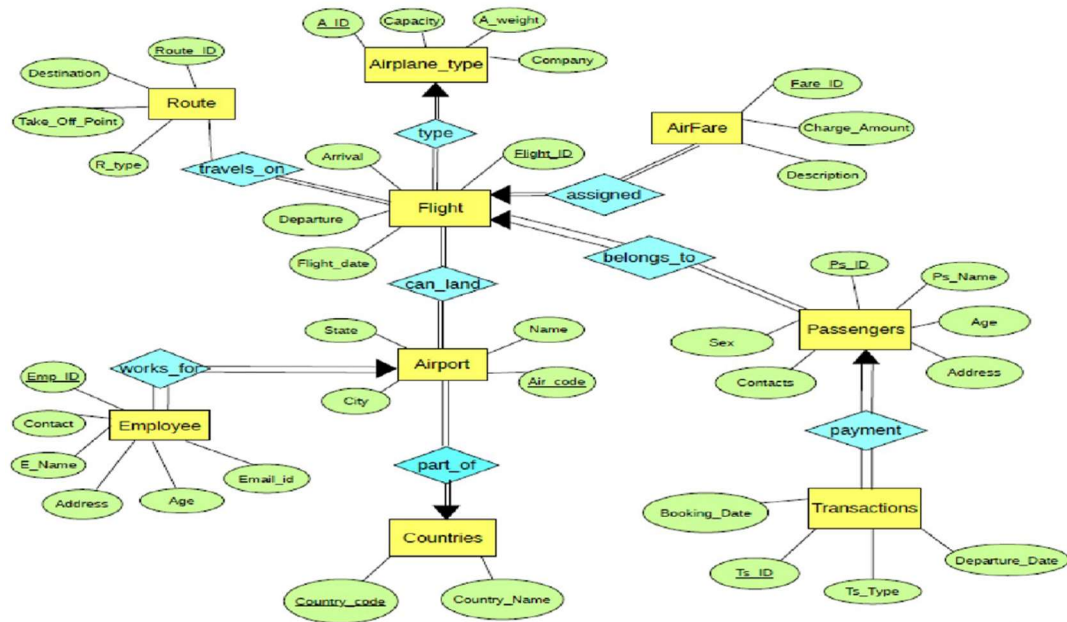 A_ID
Capacity
A_weight
Company
Airplane_type
Route_ID
Destination
Route
Take_Off_Point
R_type
type
Fare_ID
AirFare
Charge_Amount
Description
travels_on
Arrival
Flight_ID
assigned
Flight
Departure
Flight_date
belongs_to
can_land
Ps_ID
Ps_Name
Passengers
Age
Sex
Address
Contacts
State
Name
Airport
Air_code
City
works_for
Emp_ID
Contact
Employee
E_Name
Address
Age
Email_id
payment
part_of
Booking_Date
Transactions
Departure_Date
Ts_ID
Ts_Type
Countries
Country_code
Country_Name